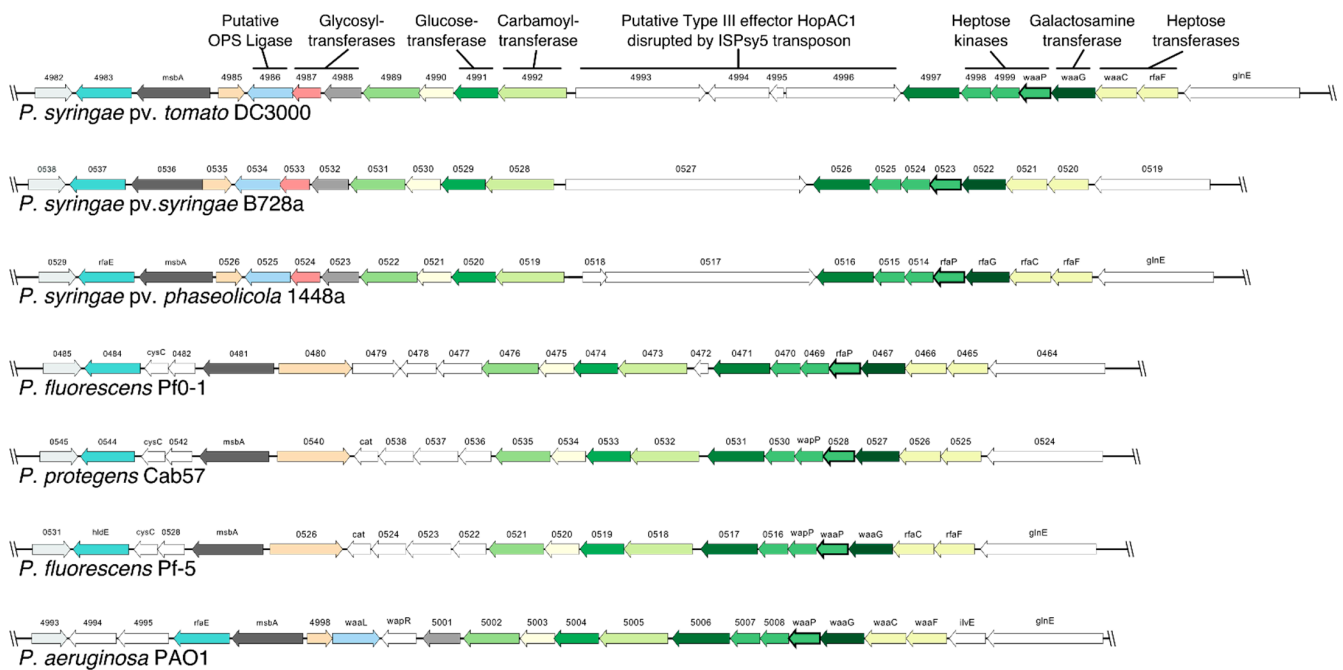 Putative OPS Ligase
Glycosyl-transferases
Glucose-transferase
Carbamoyl-transferase
Putative Type III effector HopAC1 disrupted by ISPsy5 transposon
Heptose kinases
Galactosamine transferase
Heptose transferases
4982 4983 msbA 4985 4986 4987 4988 4989 4990 4991 4992 4993 4994 4995 4996 4997 4998 4999 waaP waaG waaC rfaF glnE
P. syringae pv. tomato DC3000
0538 0537 0536 0535 0534 0533 0532 0531 0530 0529 0528 0527 0526 0525 0524 0523 0522 0521 0520 0519
P. syringae pv.syringae B728a
0529 rfaE msbA 0526 0525 0524 0523 0522 0521 0520 0519 0518 0517 0516 0515 0514 rfaP rfaG rfaC rfaF glnE
P. syringae pv. phaseolicola 1448a
0485 0484 cysC 0482 0481 0480 0479 0478 0477 0476 0475 0474 0473 0472 0471 0470 0469 rfaP 0467 0466 0465 0464
P. fluorescens Pf0-1
0545 0544 cysC 0542 msbA 0540 cat 0538 0537 0536 0535 0534 0533 0532 0531 0530 wapP 0528 0527 0526 0525 0524
P. protegens Cab57
0531 hldE cysC 0528 msbA 0526 cat 0524 0523 0522 0521 0520 0519 0518 0517 0516 wapP waaP waaG rfaC rfaF glnE
P. fluorescens Pf-5
4993 4994 4995 rfaE msbA 4998 waaL wapR 5001 5002 5003 5004 5005 5006 5007 5008 waaP waaG waaC waaF ilvE glnE
P. aeruginosa PAO1